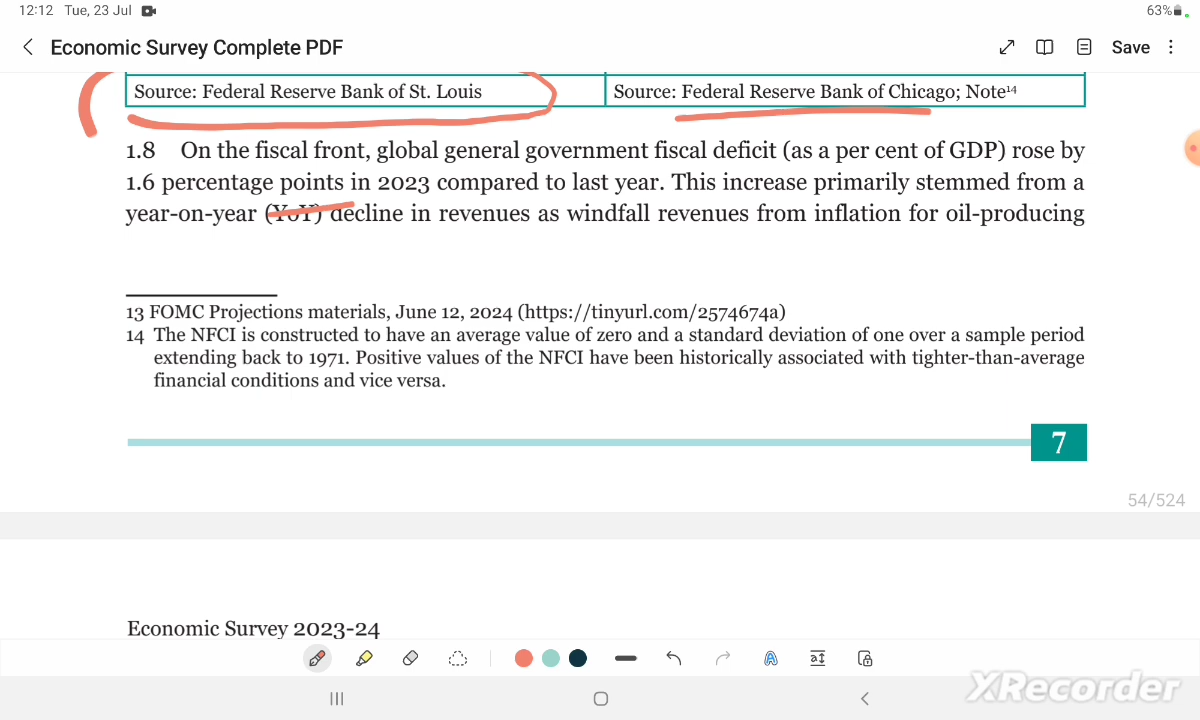 12:12 Tue, 23 Jul
63%
Economic Survey Complete PDF
Save
Source: Federal Reserve Bank of St. Louis
Source: Federal Reserve Bank of Chicago; Note14
1.8 On the fiscal front, global general government fiscal deficit (as a per cent of GDP) rose by
1.6 percentage points in 2023 compared to last year. This increase primarily stemmed from a
year-on-year (YoY) decline in revenues as windfall revenues from inflation for oil-producing
13 FOMC Projections materials, June 12, 2024 (https://tinyurl.com/2574674a)
14 The NFCI is constructed to have an average value of zero and a standard deviation of one over a sample period
extending back to 1971. Positive values of the NFCI have been historically associated with tighter-than-average
financial conditions and vice versa.
7
54/524
Economic Survey 2023-24
XRecorder